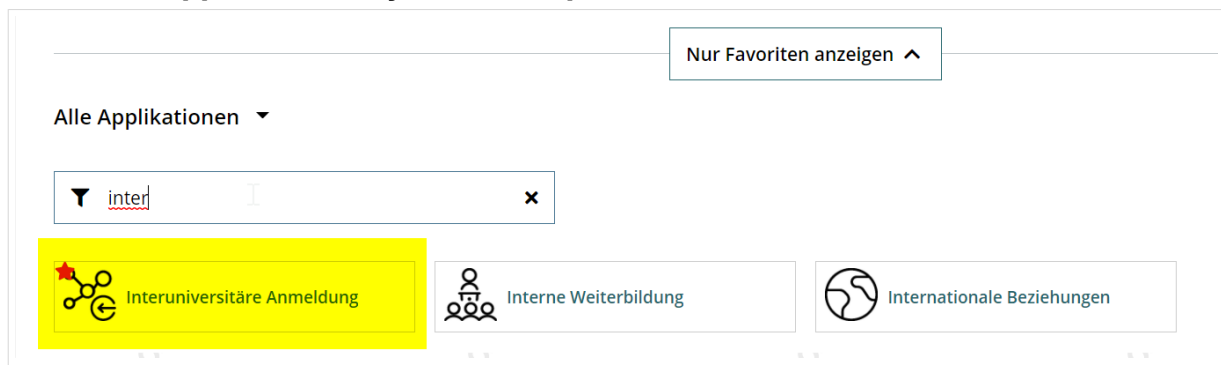 Nur Favoriten anzeigen
Alle Applikationen
inter
Interuniversitäre Anmeldung
Interne Weiterbildung
Internationale Beziehungen